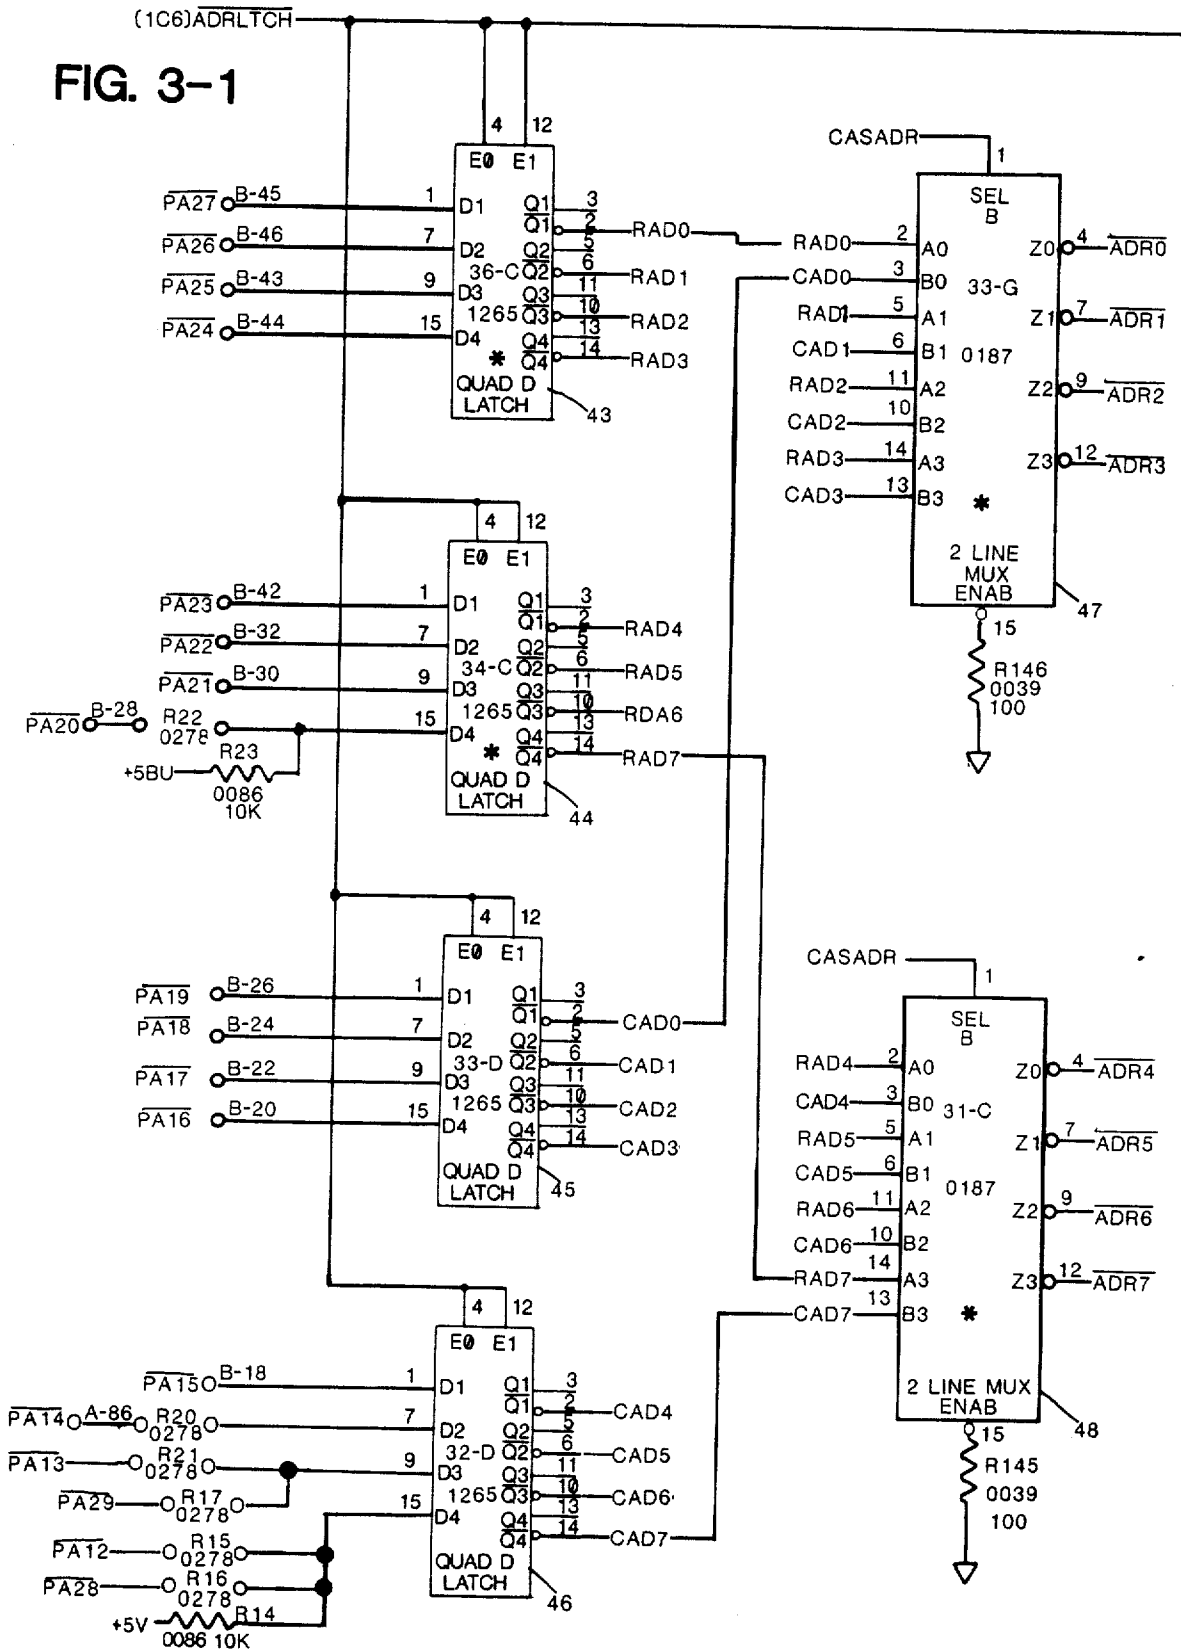 (1C6)ADRLTCH
FIG. 3-1
4 12
E0 E1
PA27 B-45 1 D1 Q1 3
Q1 2 RAD0
PA26 B-46 7 D2 Q2 5
36-C Q2 6 RAD1
PA25 B-43 9 D3 Q3 11
1265 Q3 10 RAD2
PA24 B-44 15 D4 Q4 13
* Q4 14 RAD3
QUAD D
LATCH
43
CASADR 1
SEL
B
RAD0 2 A0 Z0 4 ADR0
CAD0 3 B0 33-G
RAD1 5 A1 Z1 7 ADR1
CAD1 6 B1 0187
RAD2 11 A2 Z2 9 ADR2
CAD2 10 B2
RAD3 14 A3 Z3 12 ADR3
CAD3 13 B3
*
2 LINE
MUX
ENAB
47
15
R146
0039
100
4 12
E0 E1
PA23 B-42 1 D1 Q1 3
Q1 2 RAD4
PA22 B-32 7 D2 Q2 5
34-C Q2 6 RAD5
PA21 B-30 9 D3 Q3 11
1265 Q3 10 RDA6
PA20 B-28 R22 15 D4 Q4 13
0278
* Q4 14 RAD7
R23
+5BU
0086
10K
QUAD D
LATCH
44
4 12
E0 E1
PA19 B-26 1 D1 Q1 3
Q1 2 CAD0
PA18 B-24 7 D2 Q2 5
33-D Q2 6 CAD1
PA17 B-22 9 D3 Q3 11
1265 Q3 10 CAD2
PA16 B-20 15 D4 Q4 13
Q4 14 CAD3
QUAD D
LATCH
45
CASADR 1
SEL
B
RAD4 2 A0 Z0 4 ADR4
CAD4 3 B0 31-C
RAD5 5 A1 Z1 7 ADR5
CAD5 6 B1 0187
RAD6 11 A2 Z2 9 ADR6
CAD6 10 B2
RAD7 14 A3 Z3 12 ADR7
CAD7 13 B3
*
2 LINE MUX
ENAB
48
15
R145
0039
100
4 12
E0 E1
PA15 B-18 1 D1 Q1 3
Q1 2 CAD4
PA14 A-86 R20 7 D2 Q2 5
0278
32-D Q2 6 CAD5
PA13 R21 9 D3 Q3 11
0278
1265 Q3 10 CAD6
PA29 R17 15 D4 Q4 13
0278
Q4 14 CAD7
PA12 R15
0278
QUAD D
LATCH
46
PA28 R16
0278
+5V R14
0086 10K